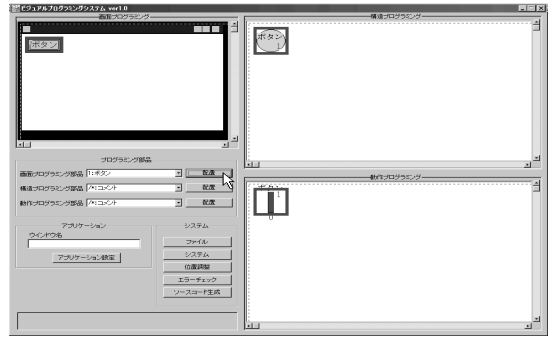 ビジュアルプログラミングシステム ver1.0
画面プログラミング
ボタン
構造プログラミング
ボタン
1
プログラミング部品
画面プログラミング部品 1:ボタン 配置
構造プログラミング部品 /*:コメント 配置
動作プログラミング部品 /*:コメント 配置
動作プログラミング
ボタン
1
0
アプリケーション
ウインドウ名
アプリケーション設定
システム
ファイル
システム
位置調整
エラーチェック
ソースコード生成